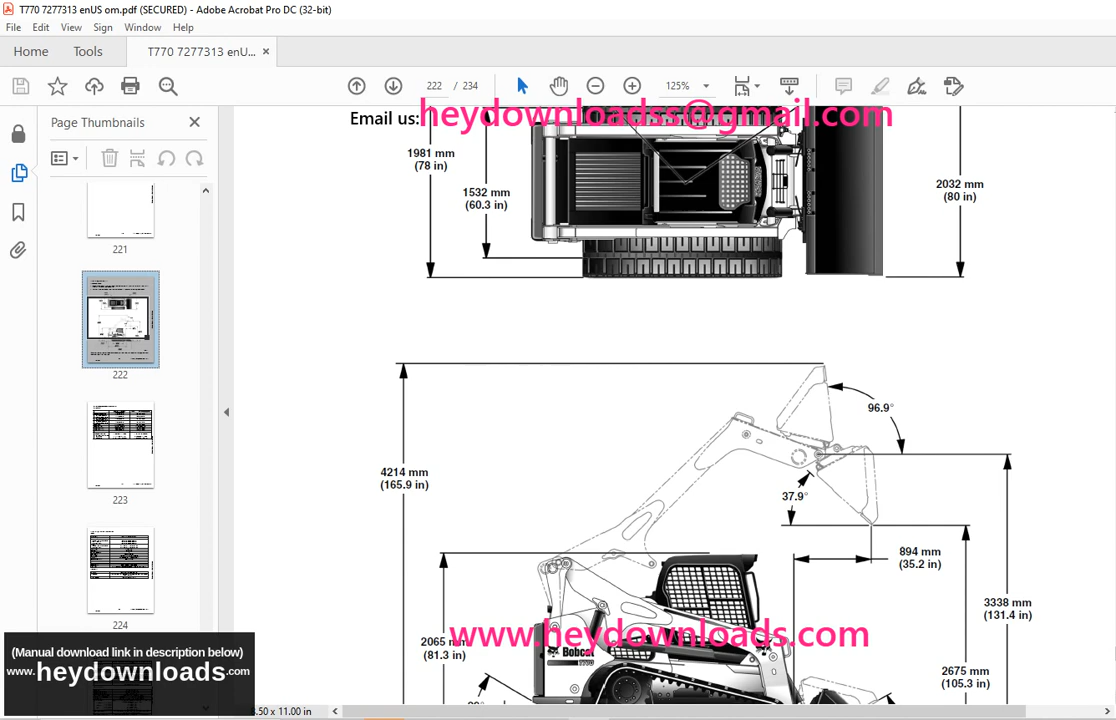 T770 7277313 enUS om.pdf (SECURED) - Adobe Acrobat Pro DC (32-bit)
File Edit View Sign Window Help
Home Tools T770 7277313 enU... ×
222 / 234 125%
Page Thumbnails
221
222
223
224
Email us: heydownloadss@gmail.com
1981 mm
(78 in)
1532 mm
(60.3 in)
2032 mm
(80 in)
96.9°
4214 mm
(165.9 in)
37.9°
894 mm
(35.2 in)
3338 mm
(131.4 in)
www.heydownloads.com
2065 mm
(81.3 in)
Bobcat
T770
2675 mm
(105.3 in)
(Manual download link in description below)
www.heydownloads.com
8.50 x 11.00 in